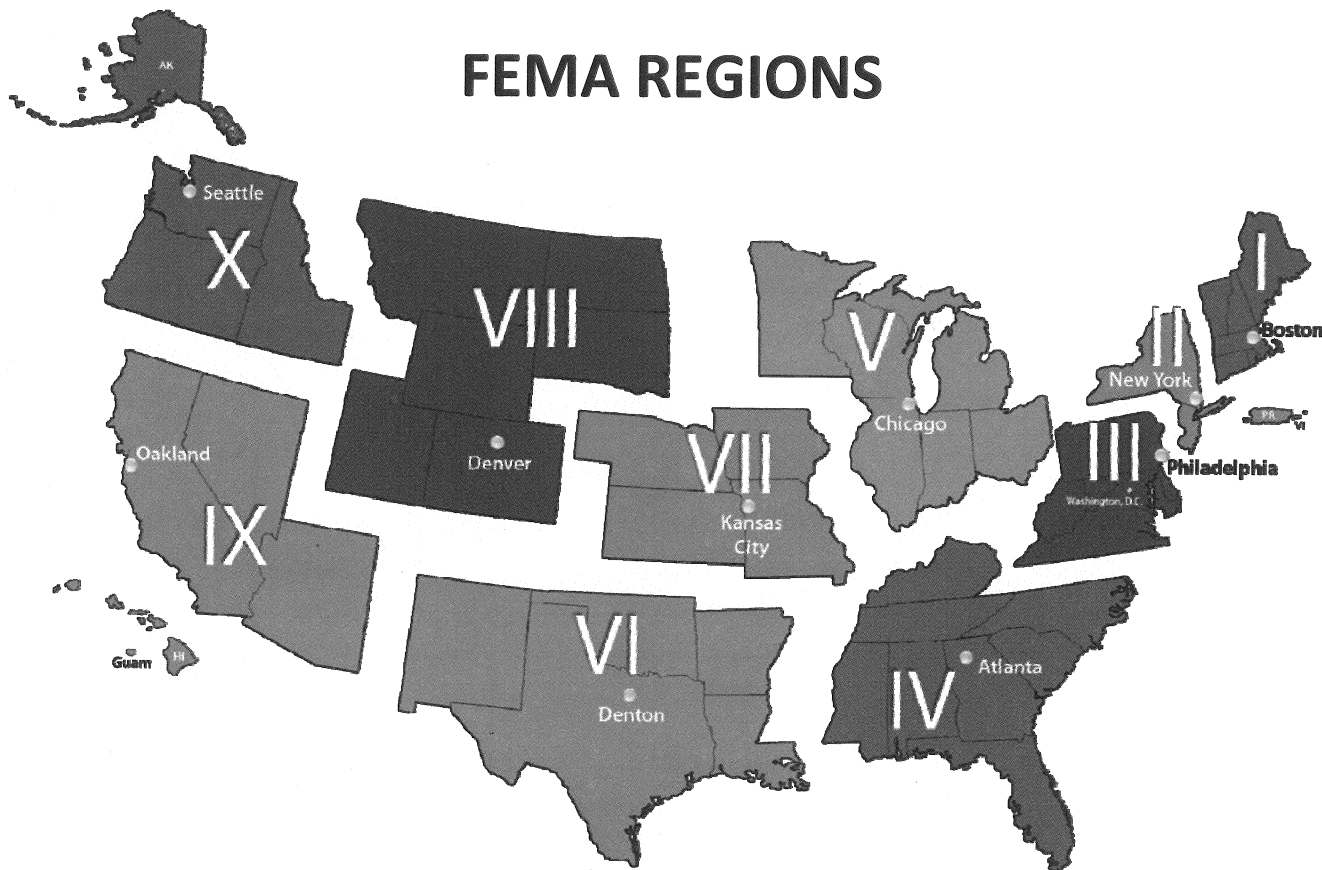 FEMA REGIONS
AK
Seattle
X
VIII
V
I
II
Boston
New York
PR
VI
Chicago
III
Philadelphia
Washington, D.C.
Oakland
Denver
VII
Kansas
City
IX
Guam
HI
VI
Denton
IV
Atlanta